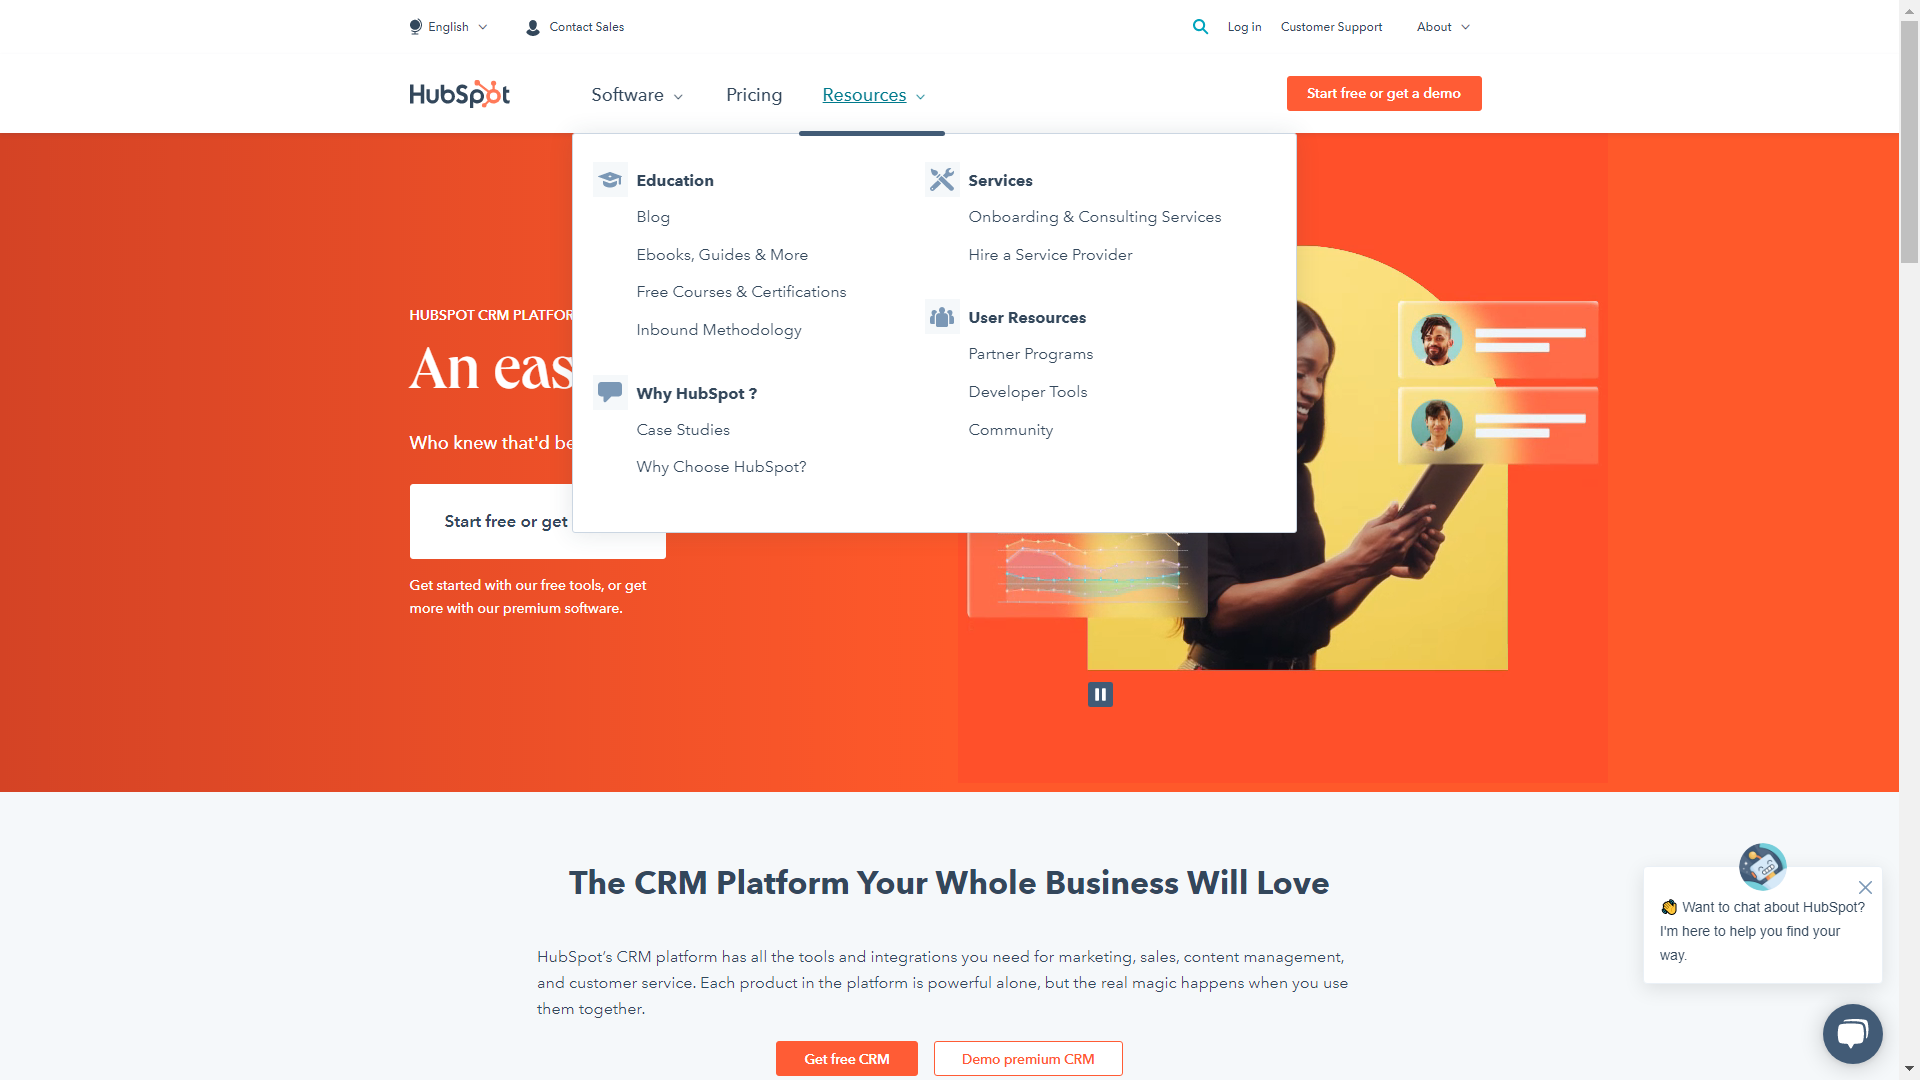 English
Contact Sales
Log in
Customer Support
About
HubSpot
Software
Pricing
Resources
Start free or get a demo
Education
Blog
Ebooks, Guides & More
Free Courses & Certifications
Inbound Methodology
Why HubSpot ?
Case Studies
Why Choose HubSpot?
Services
Onboarding & Consulting Services
Hire a Service Provider
User Resources
Partner Programs
Developer Tools
Community
HUBSPOT CRM PLATFOR
An eas
Who knew that'd be
Start free or get
Get started with our free tools, or get
more with our premium software.
The CRM Platform Your Whole Business Will Love
HubSpot’s CRM platform has all the tools and integrations you need for marketing, sales, content management,
and customer service. Each product in the platform is powerful alone, but the real magic happens when you use
them together.
Get free CRM
Demo premium CRM
👋 Want to chat about HubSpot?
I'm here to help you find your
way.